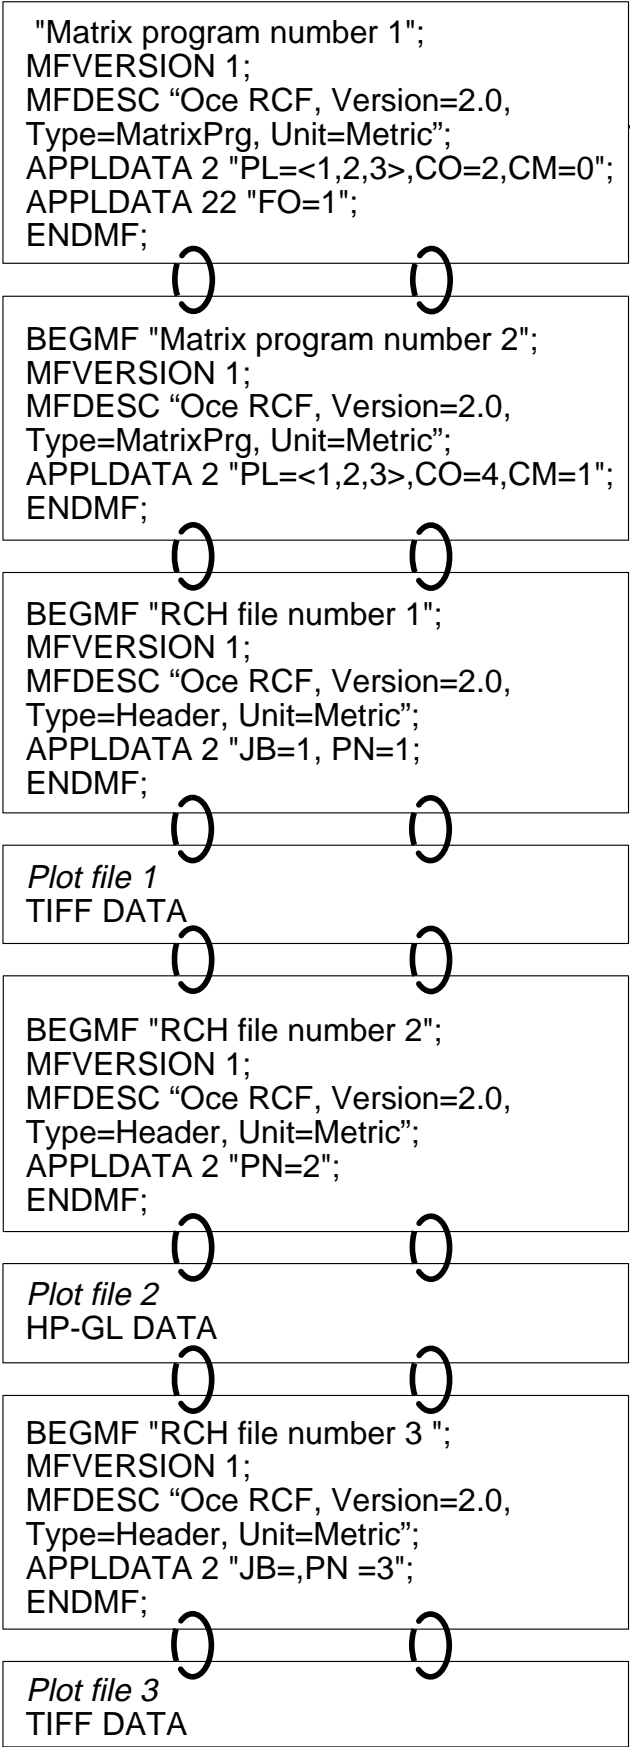 "Matrix program number 1";
MFVERSION 1;
MFDESC “Oce RCF, Version=2.0,
Type=MatrixPrg, Unit=Metric”;
APPLDATA 2 "PL=<1,2,3>,CO=2,CM=0";
APPLDATA 22 "FO=1";
ENDMF;
BEGMF "Matrix program number 2";
MFVERSION 1;
MFDESC “Oce RCF, Version=2.0,
Type=MatrixPrg, Unit=Metric”;
APPLDATA 2 "PL=<1,2,3>,CO=4,CM=1";
ENDMF;
BEGMF "RCH file number 1";
MFVERSION 1;
MFDESC “Oce RCF, Version=2.0,
Type=Header, Unit=Metric”;
APPLDATA 2 "JB=1, PN=1;
ENDMF;
Plot file 1
TIFF DATA
BEGMF "RCH file number 2";
MFVERSION 1;
MFDESC “Oce RCF, Version=2.0,
Type=Header, Unit=Metric”;
APPLDATA 2 "PN=2";
ENDMF;
Plot file 2
HP-GL DATA
BEGMF "RCH file number 3 ";
MFVERSION 1;
MFDESC “Oce RCF, Version=2.0,
Type=Header, Unit=Metric”;
APPLDATA 2 "JB=,PN =3";
ENDMF;
Plot file 3
TIFF DATA